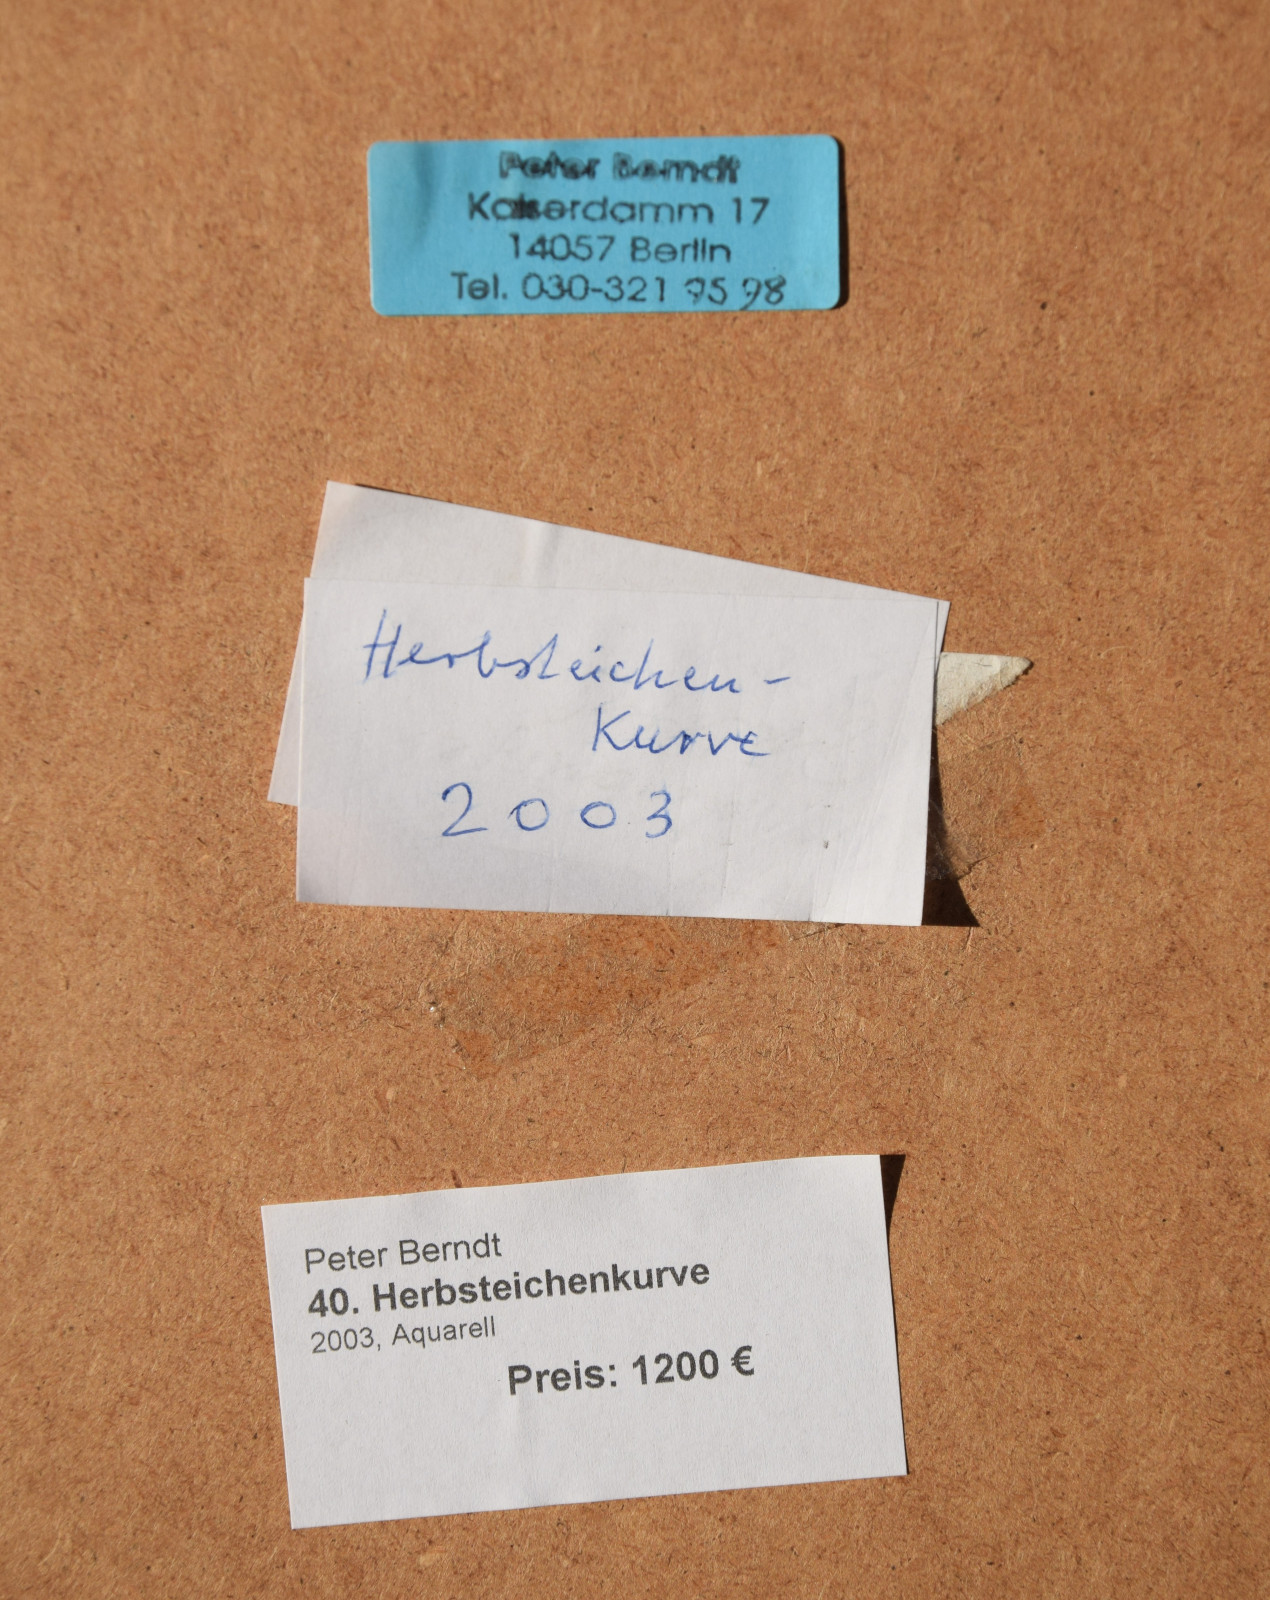 Peter Berndt
Kaiserdamm 17
14057 Berlin
Tel. 030-321 95 98
Herbsteichen-
Kurve
2003
Peter Berndt
40. Herbsteichenkurve
2003, Aquarell
Preis: 1200 €